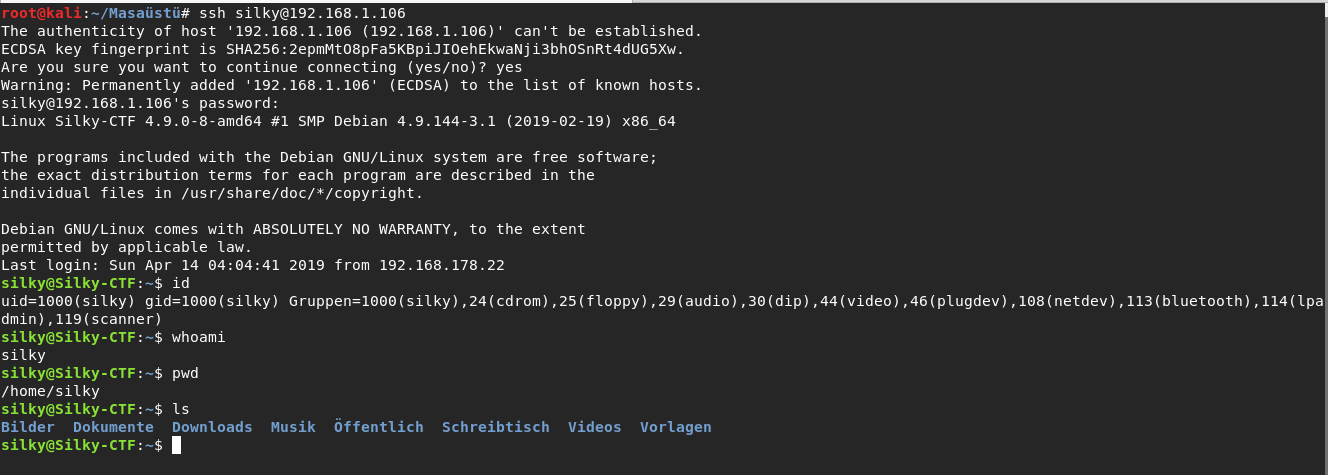 root@kali:~/Masaüstü# ssh silky@192.168.1.106
The authenticity of host '192.168.1.106 (192.168.1.106)' can't be established.
ECDSA key fingerprint is SHA256:2epmMtO8pFa5KBpiJIOehEkwaNji3bhOSnRt4dUG5Xw.
Are you sure you want to continue connecting (yes/no)? yes
Warning: Permanently added '192.168.1.106' (ECDSA) to the list of known hosts.
silky@192.168.1.106's password:
Linux Silky-CTF 4.9.0-8-amd64 #1 SMP Debian 4.9.144-3.1 (2019-02-19) x86_64
The programs included with the Debian GNU/Linux system are free software;
the exact distribution terms for each program are described in the
individual files in /usr/share/doc/*/copyright.
Debian GNU/Linux comes with ABSOLUTELY NO WARRANTY, to the extent
permitted by applicable law.
Last login: Sun Apr 14 04:04:41 2019 from 192.168.178.22
silky@Silky-CTF:~$ id
uid=1000(silky) gid=1000(silky) Gruppen=1000(silky),24(cdrom),25(floppy),29(audio),30(dip),44(video),46(plugdev),108(netdev),113(bluetooth),114(lpa
dmin),119(scanner)
silky@Silky-CTF:~$ whoami
silky
silky@Silky-CTF:~$ pwd
/home/silky
silky@Silky-CTF:~$ ls
Bilder  Dokumente  Downloads  Musik  Öffentlich  Schreibtisch  Videos  Vorlagen
silky@Silky-CTF:~$